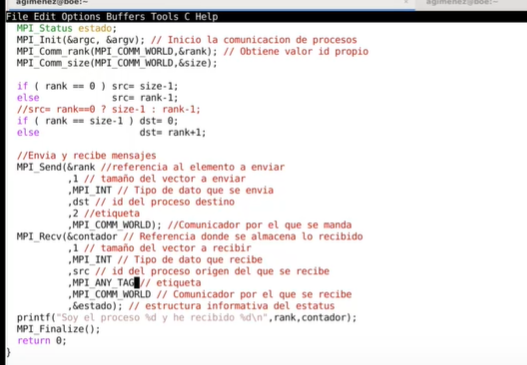 agimenez@boe:~
agimenez@boe:~
File Edit Options Buffers Tools C Help
MPI_Status estado;
MPI_Init(&argc, &argv); // Inicio la comunicacion de procesos
MPI_Comm_rank(MPI_COMM_WORLD,&rank); // Obtiene valor id propio
MPI_Comm_size(MPI_COMM_WORLD,&size);
if ( rank == 0 ) src= size-1;
else src= rank-1;
//src= rank==0 ? size-1 : rank-1;
if ( rank == size-1 ) dst= 0;
else dst= rank+1;
//Envia y recibe mensajes
MPI_Send(&rank //referencia al elemento a enviar
,1 // tamaño del vector a enviar
,MPI_INT // Tipo de dato que se envia
,dst // id del proceso destino
,2 //etiqueta
,MPI_COMM_WORLD); //Comunicador por el que se manda
MPI_Recv(&contador // Referencia donde se almacena lo recibido
,1 // tamaño del vector a recibir
,MPI_INT // Tipo de dato que recibe
,src // id del proceso origen del que se recibe
,MPI_ANY_TAG // etiqueta
,MPI_COMM_WORLD // Comunicador por el que se recibe
,&estado); // estructura informativa del estatus
printf("Soy el proceso %d y he recibido %d\n",rank,contador);
MPI_Finalize();
return 0;
}